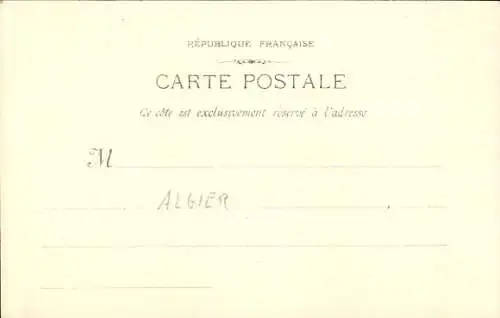 RÉPUBLIQUE FRANÇAISE
CARTE POSTALE
Ce côté est exclusivement réservé à l'adresse
M
ALGIER